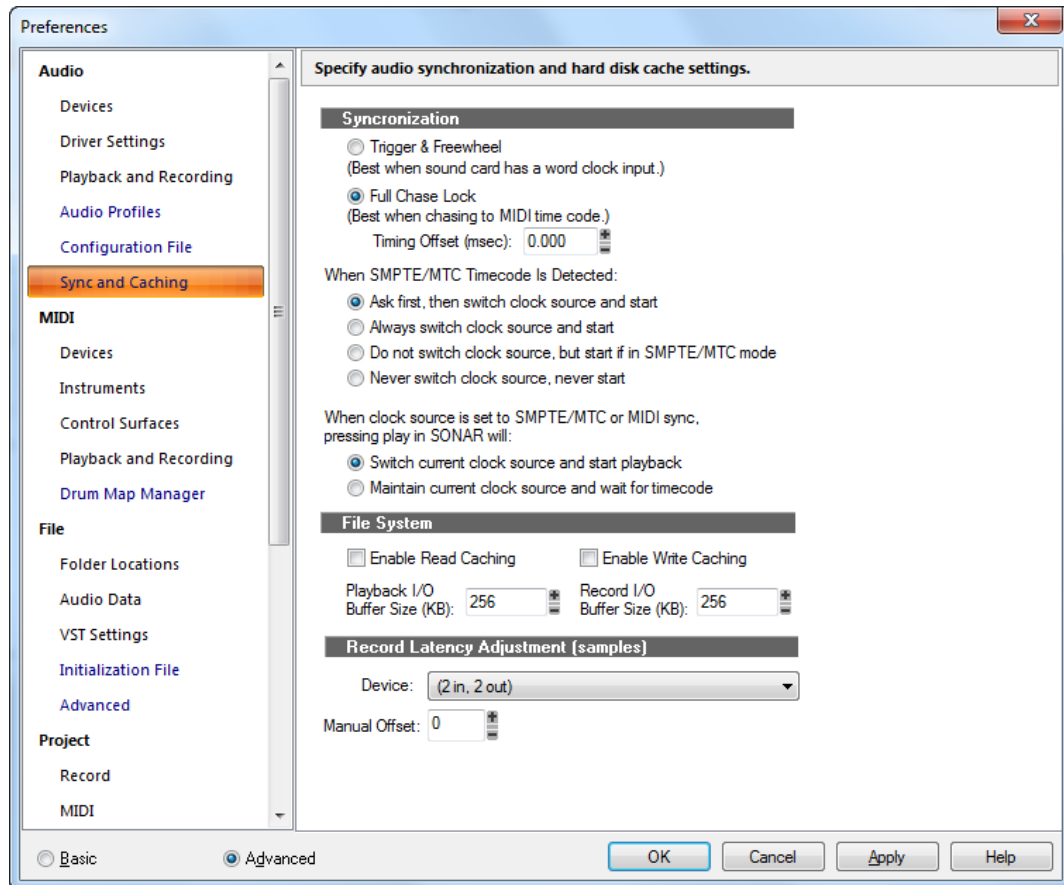 Preferences
Audio
Devices
Driver Settings
Playback and Recording
Audio Profiles
Configuration File
Sync and Caching
MIDI
Devices
Instruments
Control Surfaces
Playback and Recording
Drum Map Manager
File
Folder Locations
Audio Data
VST Settings
Initialization File
Advanced
Project
Record
MIDI
Specify audio synchronization and hard disk cache settings.
Syncronization
Trigger & Freewheel
(Best when sound card has a word clock input.)
Full Chase Lock
(Best when chasing to MIDI time code.)
Timing Offset (msec): 0.000
When SMPTE/MTC Timecode Is Detected:
Ask first, then switch clock source and start
Always switch clock source and start
Do not switch clock source, but start if in SMPTE/MTC mode
Never switch clock source, never start
When clock source is set to SMPTE/MTC or MIDI sync,
pressing play in SONAR will:
Switch current clock source and start playback
Maintain current clock source and wait for timecode
File System
Enable Read Caching Enable Write Caching
Playback I/O
Buffer Size (KB): 256
Record I/O
Buffer Size (KB): 256
Record Latency Adjustment (samples)
Device: (2 in, 2 out)
Manual Offset: 0
Basic Advanced OK Cancel Apply Help